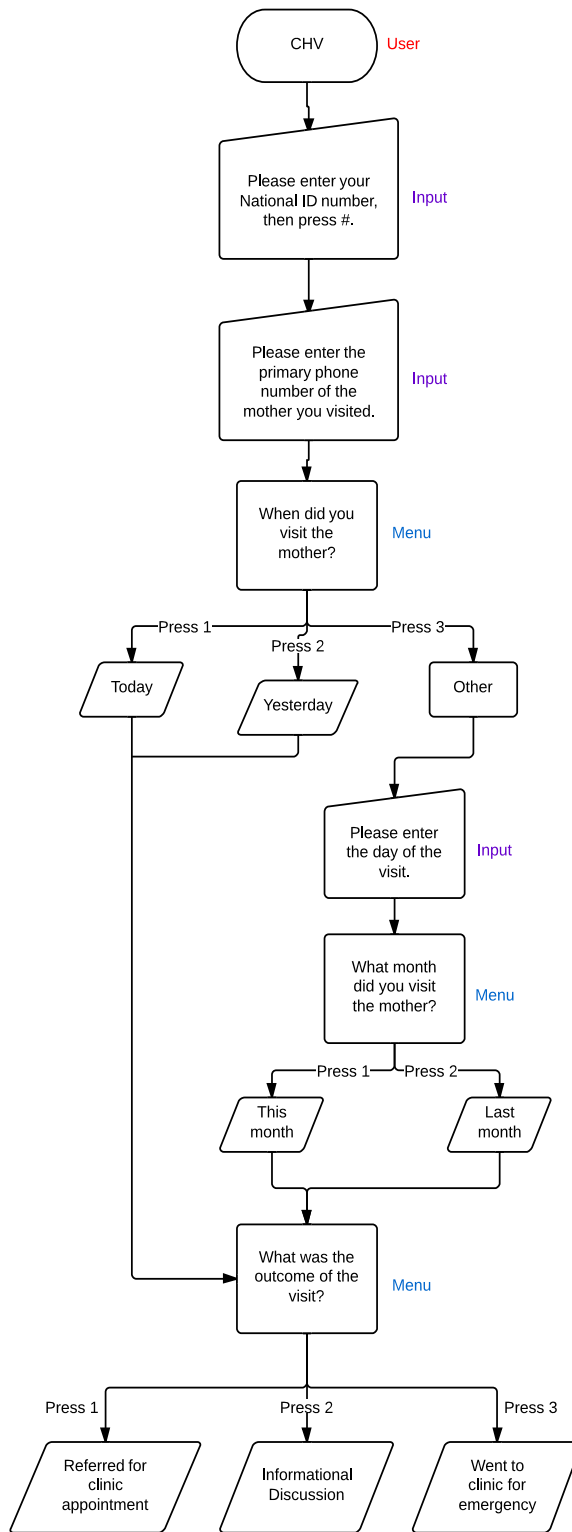 CHV
User
Please enter your
National ID number,
then press #.
Input
Please enter the
primary phone
number of the
mother you visited.
Input
When did you
visit the
mother?
Menu
Press 1
Press 2
Press 3
Today
Yesterday
Other
Please enter
the day of the
visit.
Input
What month
did you visit
the mother?
Menu
Press 1
Press 2
This
month
Last
month
What was the
outcome of the
visit?
Menu
Press 1
Press 2
Press 3
Referred for
clinic
appointment
Informational
Discussion
Went to
clinic for
emergency